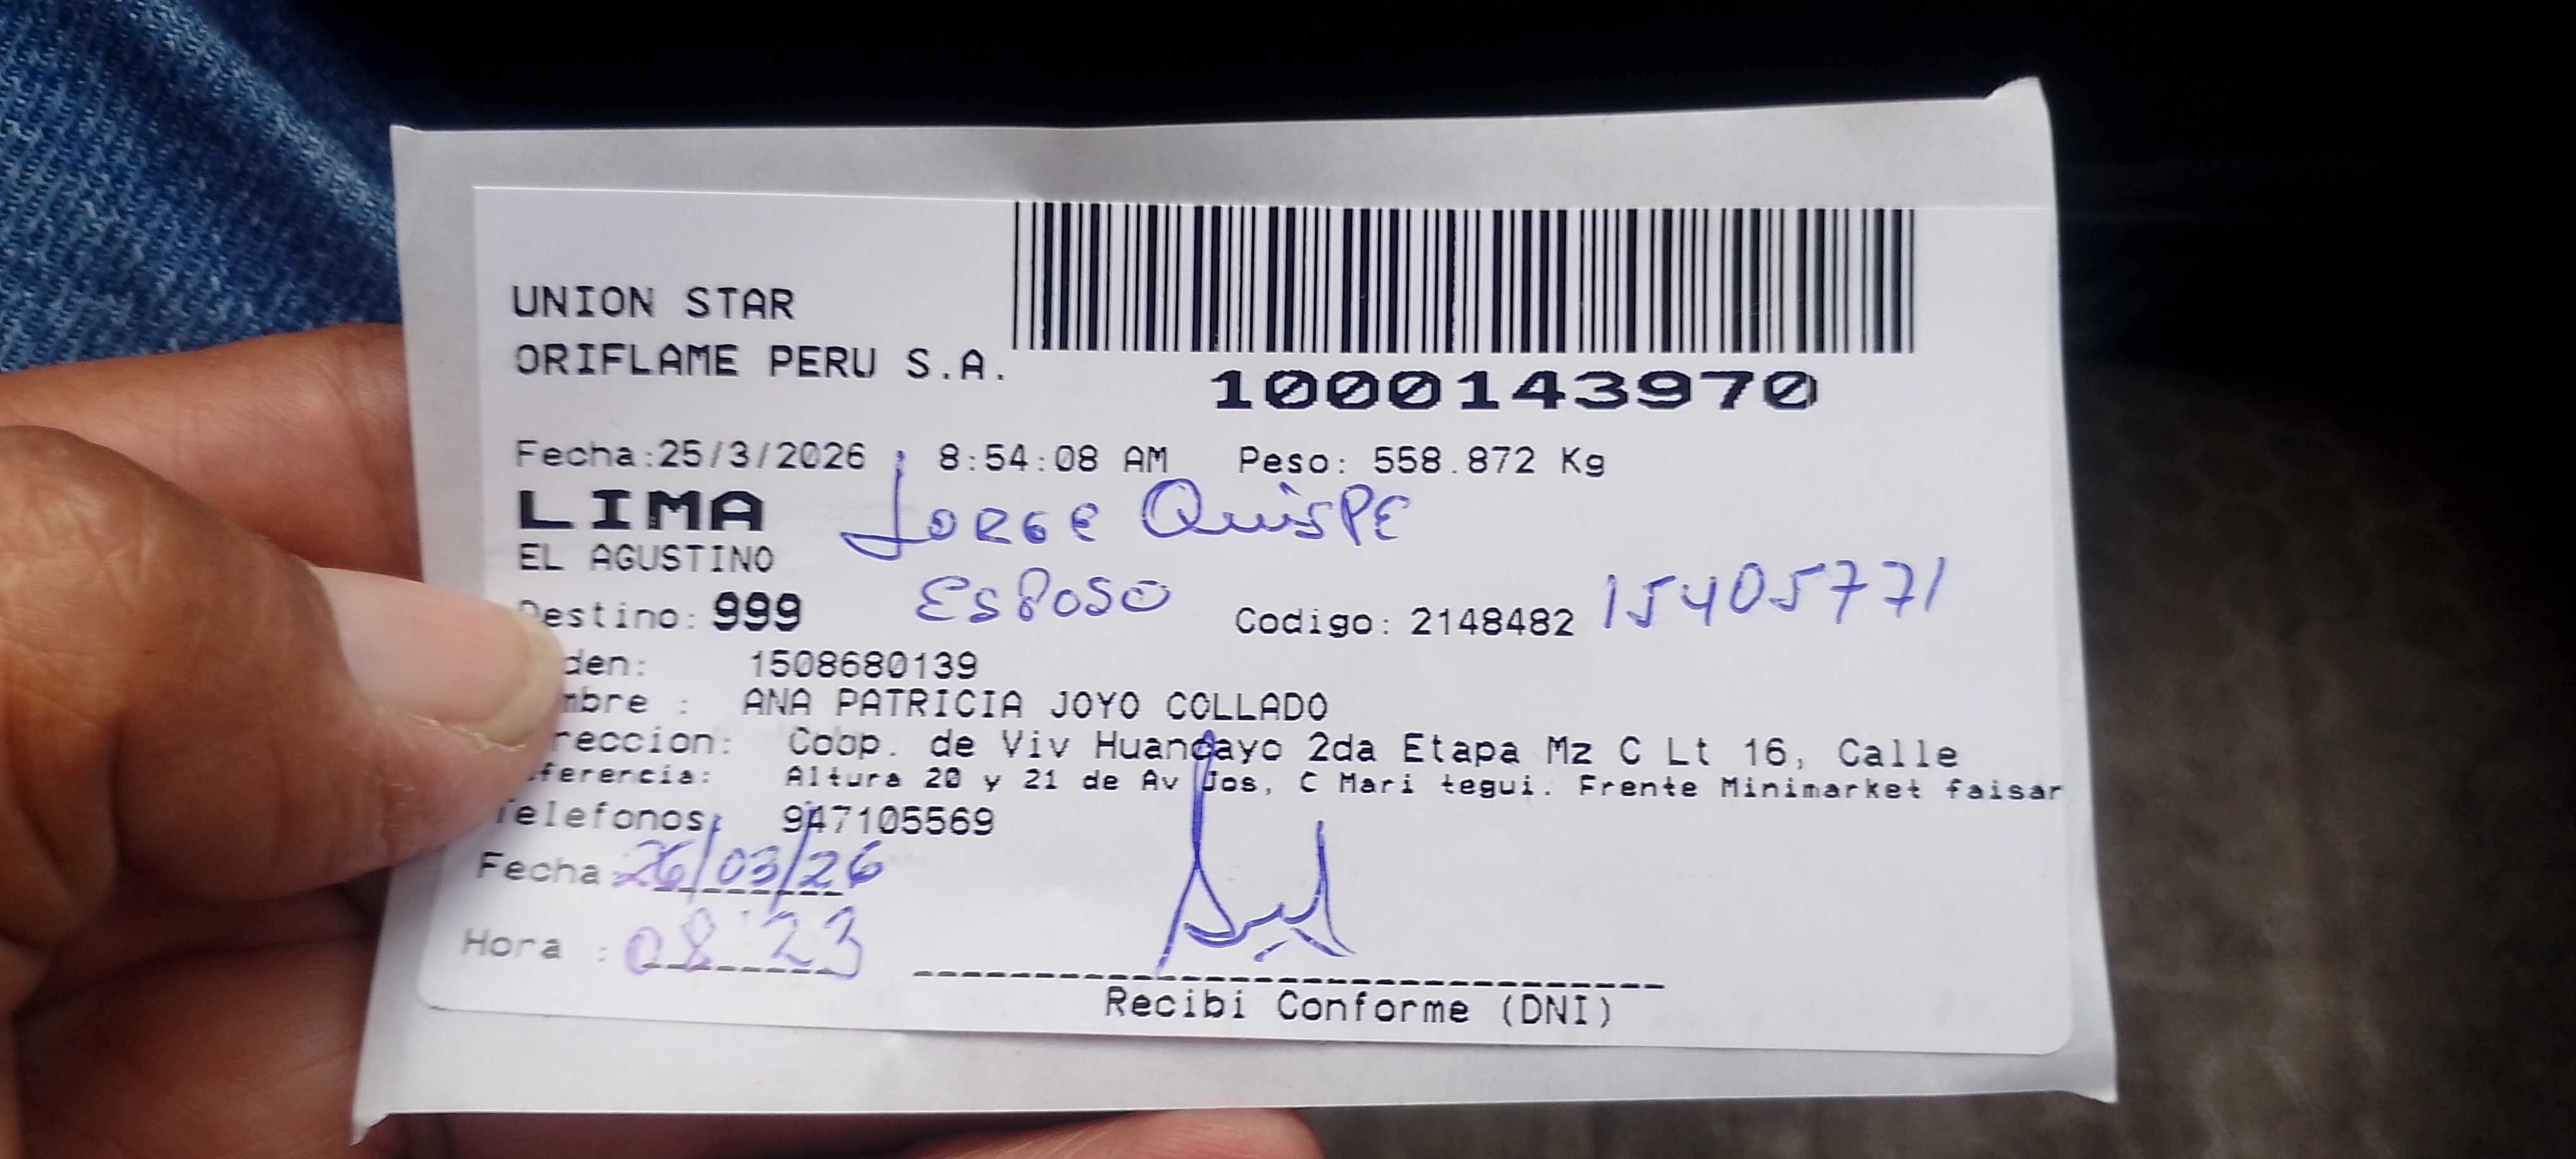 UNION STAR
ORIFLAME PERU S.A.
1000143970
Fecha:25/3/2026 8:54:08 AM Peso: 558.872 Kg
LIMA JORGE QUISPE
EL AGUSTINO
Destino: 999 ESPOSO Codigo: 2148482 15405771
den: 1508680139
mbre : ANA PATRICIA JOYO COLLADO
reccion: Coop. de Viv Huancayo 2da Etapa Mz C Lt 16, Calle
ferencia: Altura 20 y 21 de Av Jos, C Mari tegui. Frente Minimarket faisar
Telefonos: 947105569
Fecha: 26/03/26
Hora : 08:23
Recibi Conforme (DNI)